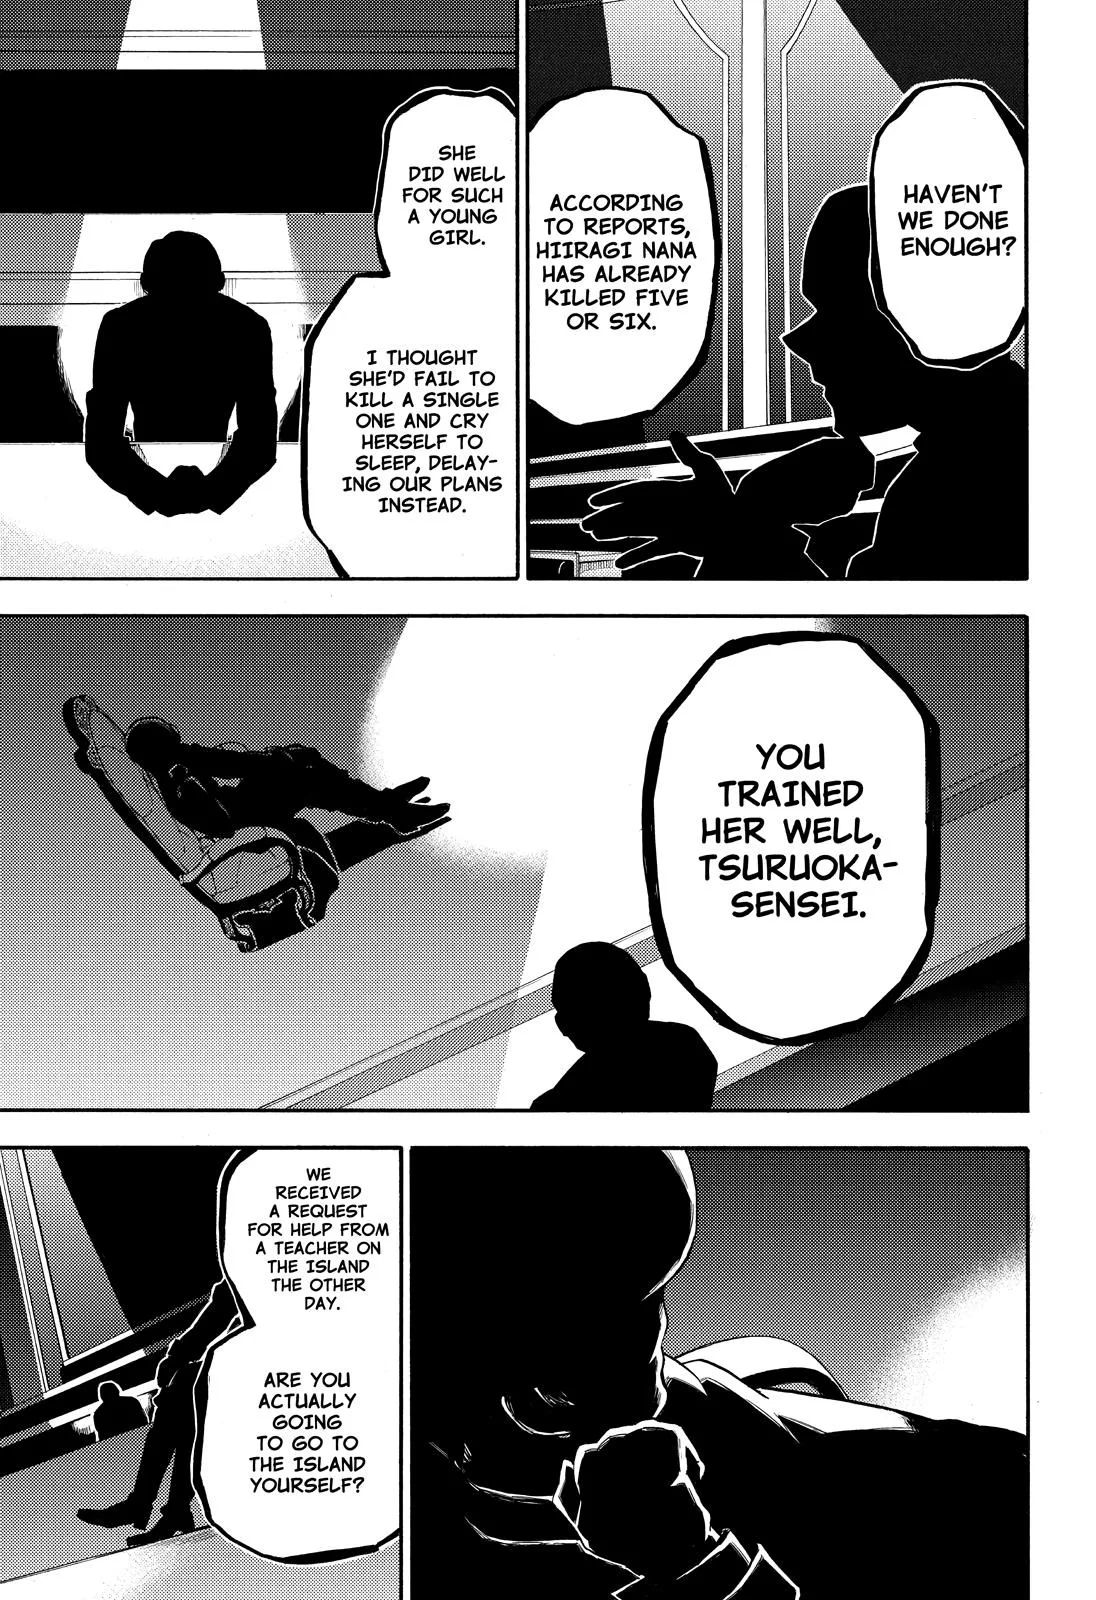 HAVEN'T
WE DONE
ENOUGH?
ACCORDING
TO REPORTS,
HIIRAGI NANA
HAS ALREADY
KILLED FIVE
OR SIX.
SHE
DID WELL
FOR SUCH
A YOUNG
GIRL.
I THOUGHT
SHE'D FAIL TO
KILL A SINGLE
ONE AND CRY
HERSELF TO
SLEEP, DELAY-
ING OUR PLANS
INSTEAD.
YOU
TRAINED
HER WELL,
TSURUOKA-
SENSEI.
WE
RECEIVED
A REQUEST
FOR HELP FROM
A TEACHER ON
THE ISLAND
THE OTHER
DAY.
ARE YOU
ACTUALLY
GOING
TO GO TO
THE ISLAND
YOURSELF?